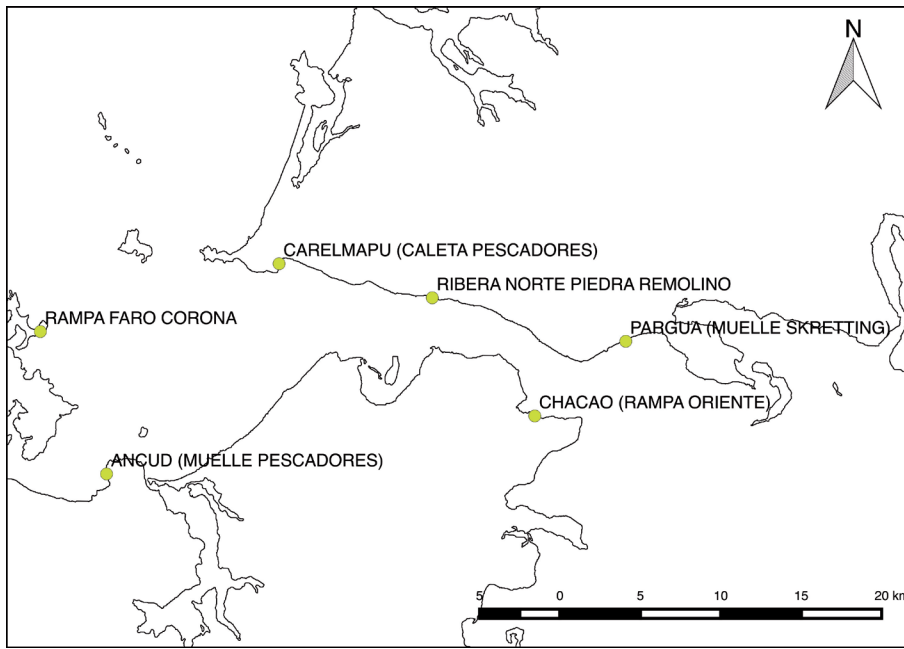 N
CARELMAPU (CALETA PESCADORES)
RIBERA NORTE PIEDRA REMOLINO
RAMPA FARO CORONA
PARGUA (MUELLE SKRETTING)
CHACAO (RAMPA ORIENTE)
ANCUD (MUELLE PESCADORES)
5 0 5 10 15 20 km